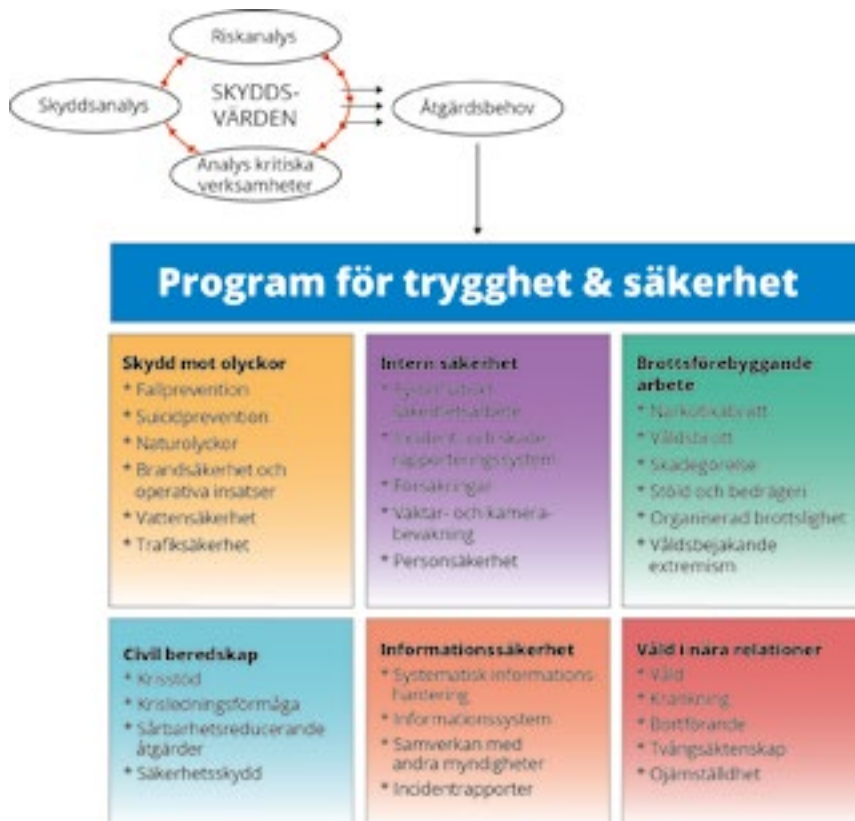 Riskanalys
Skyddsanalys
SKYDDS-
VÄRDEN
Åtgärdsbehov
Analys kritiska
verksamheter
Program för trygghet & säkerhet
Skydd mot olyckor
* Fallprevention
* Suicidprevention
* Naturolyckor
* Brandsäkerhet och
operativa insatser
* Vattensäkerhet
* Trafiksäkerhet
Intern säkerhet
* Systematiskt
säkerhetsarbete
* Incident- och skade-
rapporteringssystem
* Försäkringar
* Väktar- och kamera-
bevakning
* Personsäkerhet
Brottsförebyggande
arbete
* Narkotikabrott
* Våldsbrott
* Skadegörelse
* Stöld och bedrägeri
* Organiserad brottslighet
* Våldsbejakande
extremism
Civil beredskap
* Krisstöd
* Krisledningsförmåga
* Sårbarhetsreducerande
åtgärder
* Säkerhetsskydd
Informationssäkerhet
* Systematisk informations
hantering
* Informationssystem
* Samverkan med
andra myndigheter
* Incidentrapporter
Våld i nära relationer
* Våld
* Kränkning
* Bortförande
* Tvångsäktenskap
* Ojämställdhet